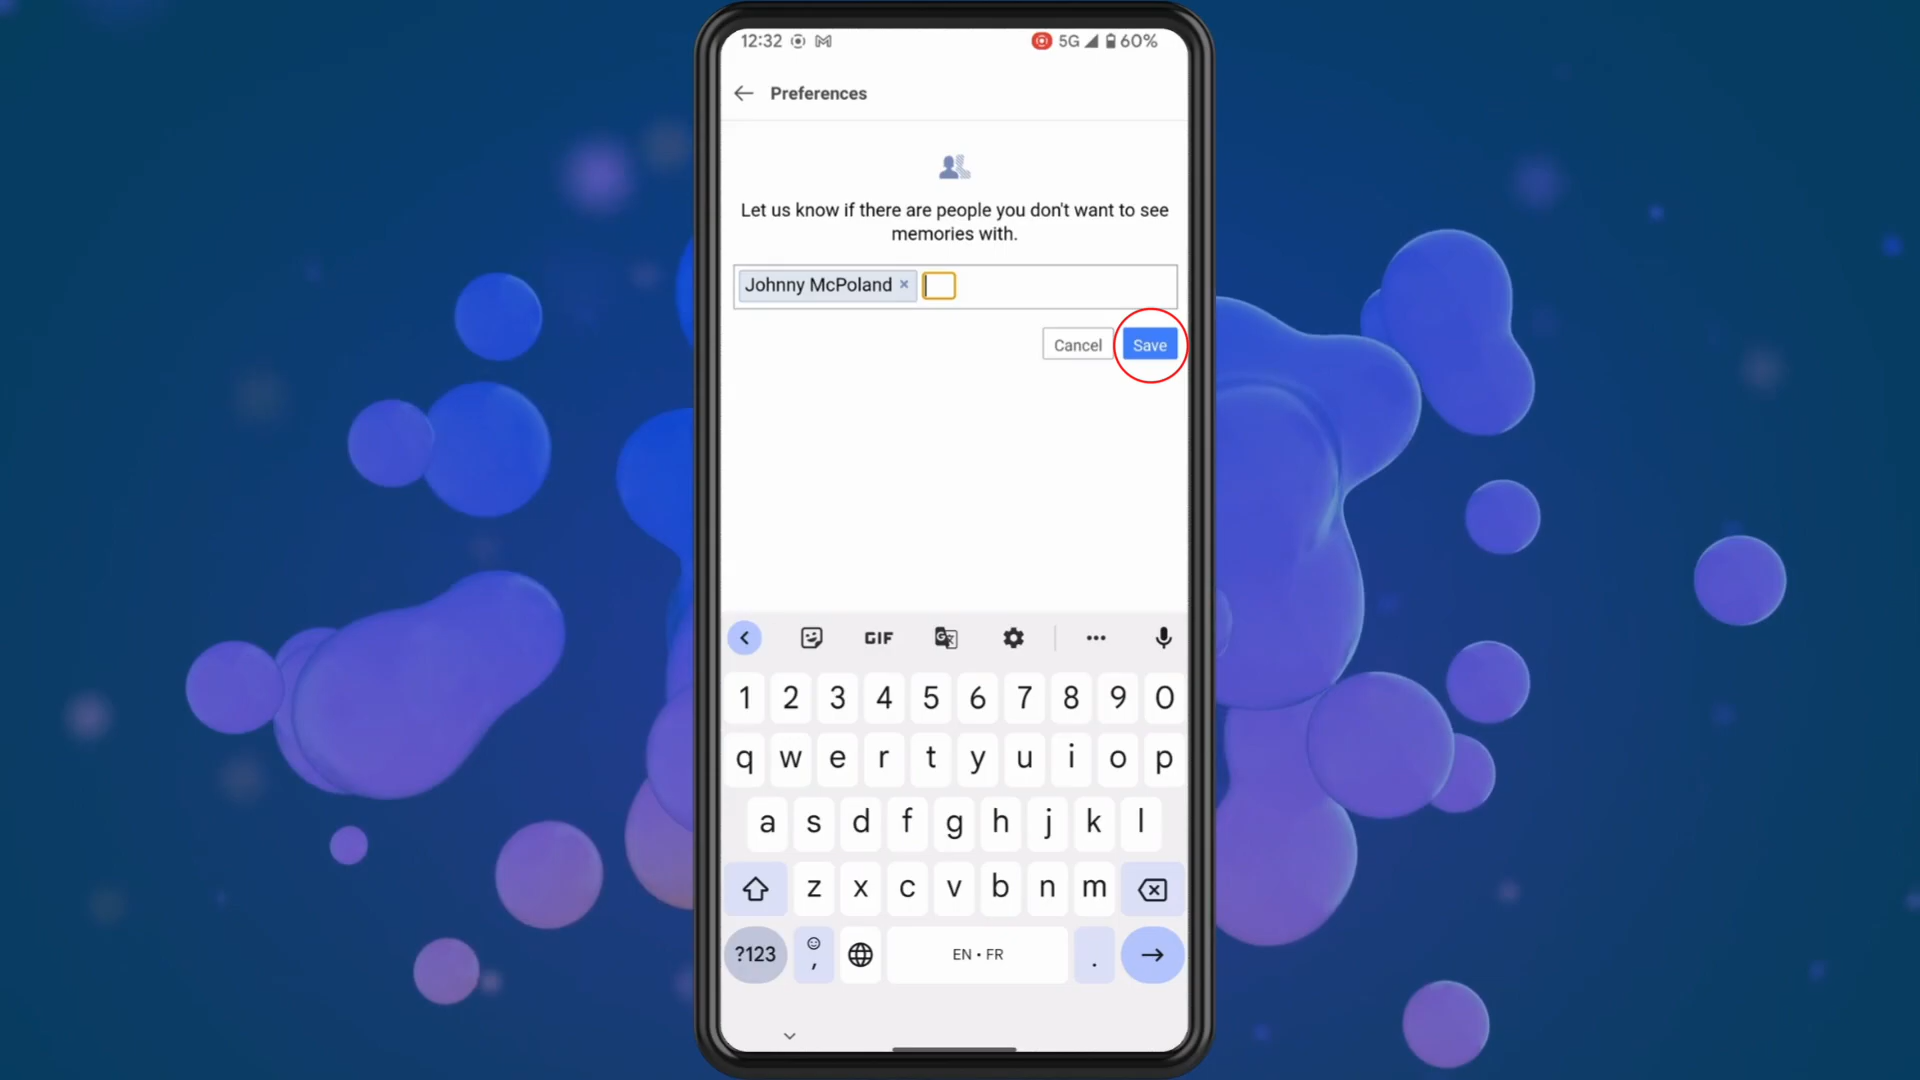 12:32 5G 60%
Preferences
Let us know if there are people you don't want to see
memories with.
Johnny McPoland ×
Cancel Save
GIF
1 2 3 4 5 6 7 8 9 0
q w e r t y u i o p
a s d f g h j k l
z x c v b n m
?123 , EN • FR .